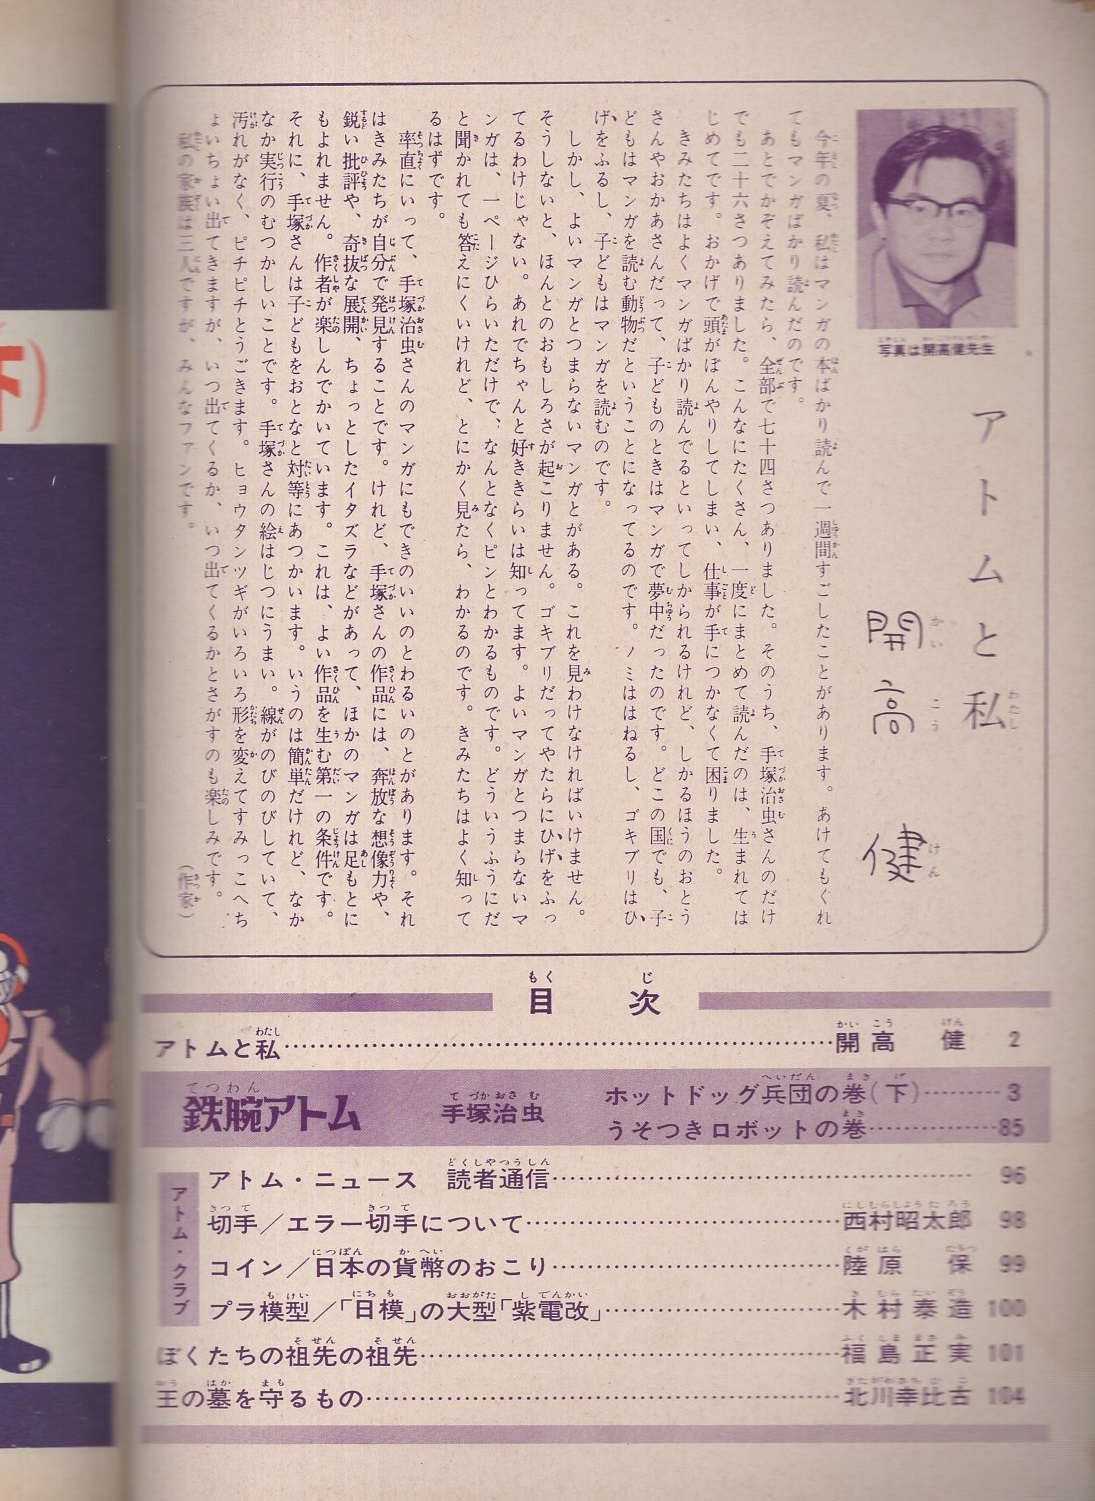 アトムと私
開高 健
写真は開高健先生
今年の夏、私はマンガの本ばかり読んで一週間すごしたことがあります。あけてもくれ
てもマンガばかり読んだのです。
あとでかぞえてみたら、全部で七十四さつありました。そのうち、手塚治虫さんのだけ
でも二十六さつありました。こんなにたくさん、一度にまとめて読んだのは、生まれては
じめてです。おかげで頭がぼんやりしてしまい、仕事が手につかなくて困りました。
きみたちはよくマンガばかり読んでるといってしかられるけれど、しかるほうのおとう
さんやおかあさんだって、子どものときはマンガで夢中だったのです。どこの国でも、子
どもはマンガを読む動物だということになってるのです。ノミははねるし、ゴキブリはひ
げをふるし、子どもはマンガを読むのです。
しかし、よいマンガとつまらないマンガとがある。これを見わけなければいけません。
そうしないと、ほんとのおもしろさが起こりません。ゴキブリだってやたらにひげをふっ
てるわけじゃない。あれでちゃんと好ききらいは知ってます。よいマンガとつまらないマ
ンガは、一ページひらいただけで、なんとなくピンとわかるものです。どういうふうにだ
と聞かれても答えにくいけれど、とにかく見たら、わかるのです。きみたちはよく知って
るはずです。
率直にいって、手塚治虫さんのマンガにもできのいいのとわるいのとがあります。それ
はきみたちが自分で発見することです。けれど、手塚さんの作品には、奔放な想像力や、
鋭い批評や、奇抜な展開、ちょっとしたイタズラなどがあって、ほかのマンガは足もとに
もよれません。作者が楽しんでかいています。これは、よい作品を生む第一の条件です。
それに、手塚さんは子どもをおとなと対等にあつかいます。いうのは簡単だけれど、なか
なか実行のむつかしいことです。手塚さんの絵はじつにうまい。線がのびのびしていて、
汚れがなく、ピチピチとうごきます。ヒョウタンツギがいろいろ形を変えてすみっこへち
ょいちょい出てきますが、いつ出てくるか、いつ出てくるかとさがすのも楽しみです。
私の家族は三人ですが、みんなファンです。
（作家）
目次
アトムと私 開高 健 2
鉄腕アトム 手塚治虫 ホットドッグ兵団の巻（下） 3
うそつきロボットの巻 85
アトム・クラブ
アトム・ニュース 読者通信 96
切手／エラー切手について 西村昭太郎 98
コイン／日本の貨幣のおこり 陸原 保 99
プラ模型／「日模」の大型「紫電改」 木村泰造 100
ぼくたちの祖先の祖先 福島正実 101
王の墓を守るもの 北川幸比古 104
下）